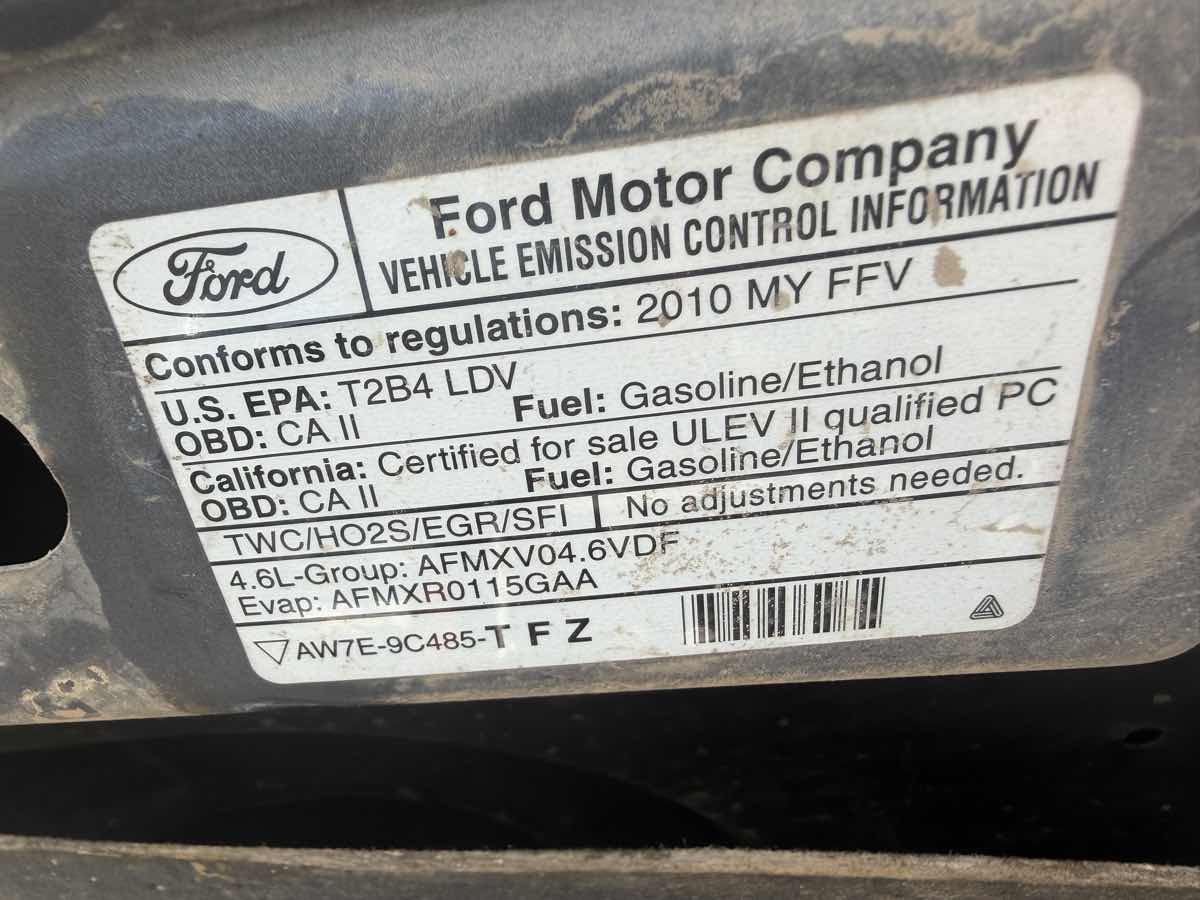 Ford
Ford Motor Company
VEHICLE EMISSION CONTROL INFORMATION
Conforms to regulations: 2010 MY FFV
U.S. EPA: T2B4 LDV
OBD: CA II Fuel: Gasoline/Ethanol
California: Certified for sale ULEV II qualified PC
OBD: CA II Fuel: Gasoline/Ethanol
TWC/HO2S/EGR/SFI No adjustments needed.
4.6L-Group: AFMXV04.6VDF
Evap: AFMXR0115GAA
AW7E-9C485-T F Z